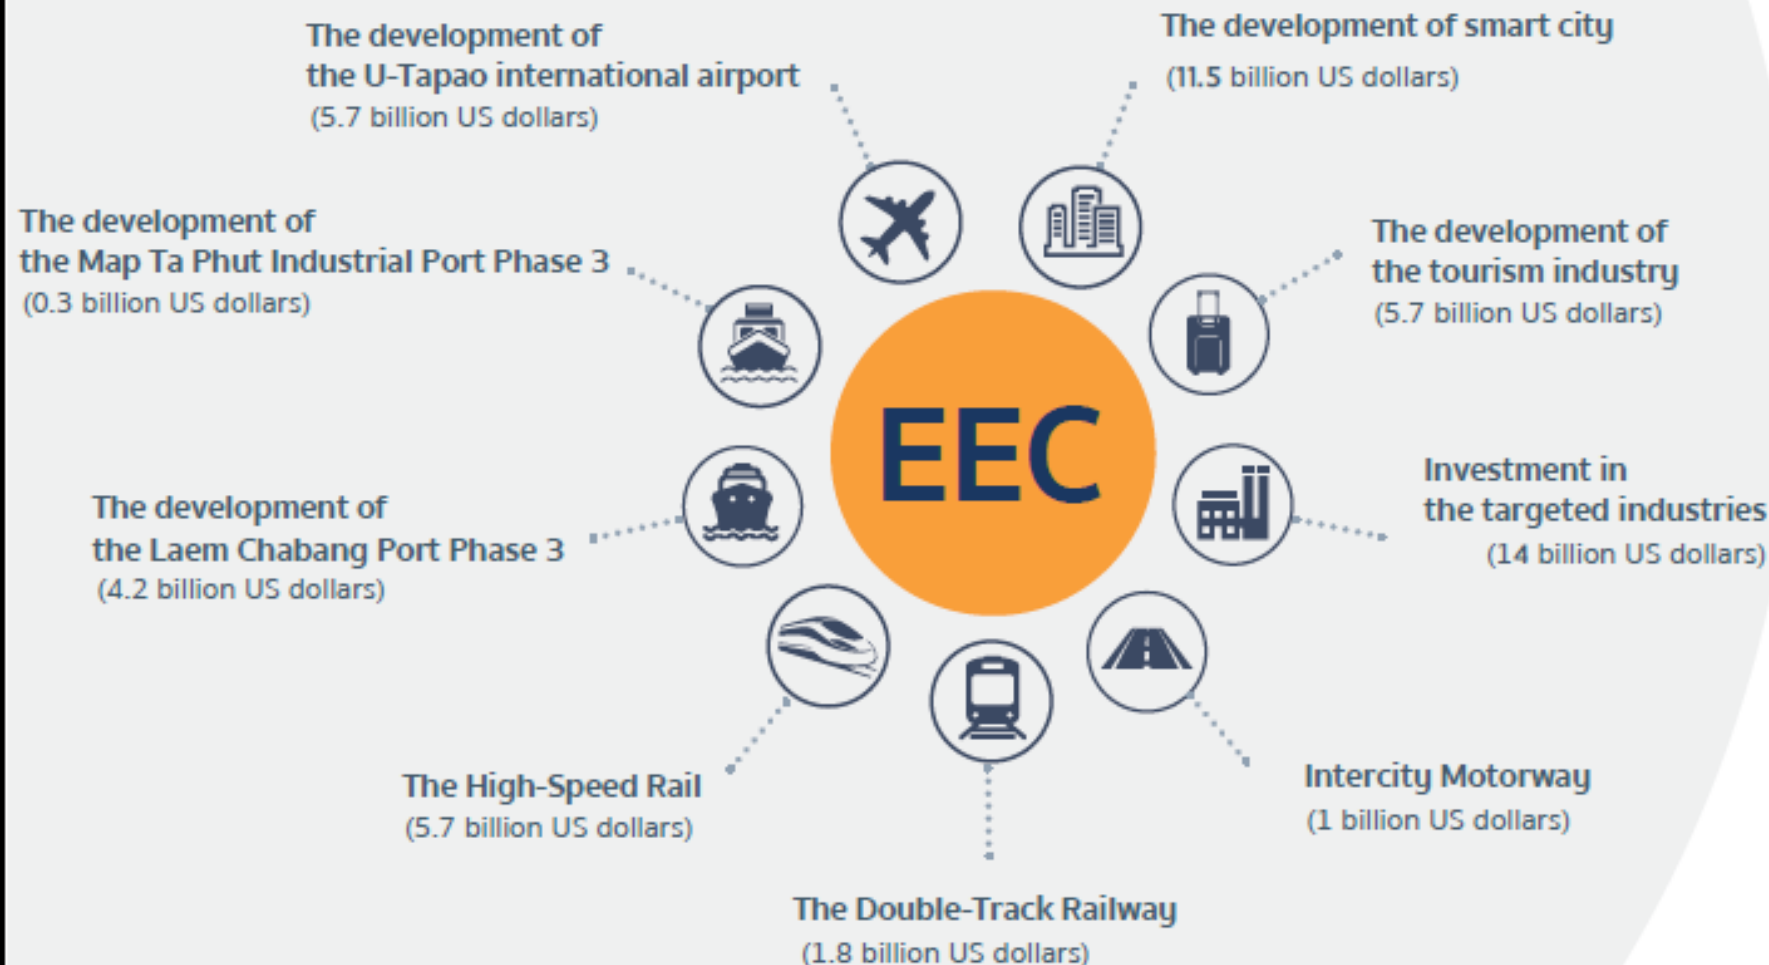 The development of
the U-Tapao international airport
(5.7 billion US dollars)
The development of smart city
(11.5 billion US dollars)
The development of
the Map Ta Phut Industrial Port Phase 3
(0.3 billion US dollars)
The development of
the tourism industry
(5.7 billion US dollars)
EEC
The development of
the Laem Chabang Port Phase 3
(4.2 billion US dollars)
Investment in
the targeted industries
(14 billion US dollars)
The High-Speed Rail
(5.7 billion US dollars)
Intercity Motorway
(1 billion US dollars)
The Double-Track Railway
(1.8 billion US dollars)